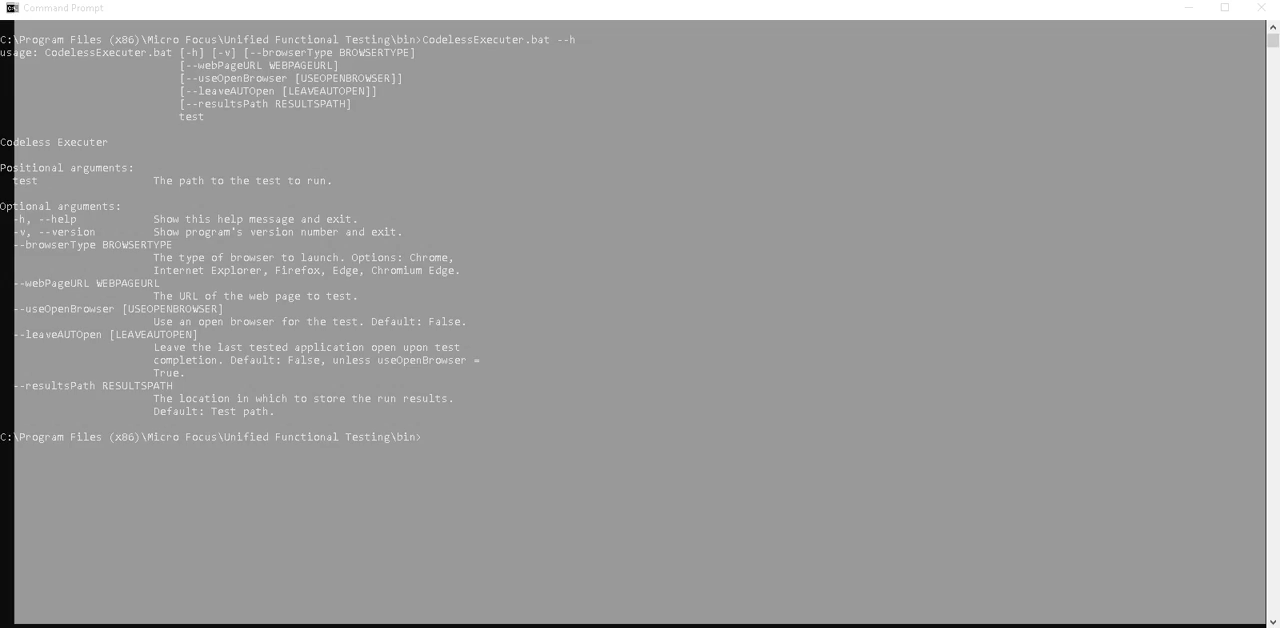 Command Prompt
C:\Program Files (x86)\Micro Focus\Unified Functional Testing\bin>CodelessExecuter.bat --h
usage: CodelessExecuter.bat [-h] [-v] [--browserType BROWSERTYPE]
[--webPageURL WEBPAGEURL]
[--useOpenBrowser [USEOPENBROWSER]]
[--leaveAUTOpen [LEAVEAUTOPEN]]
[--resultsPath RESULTSPATH]
test
Codeless Executer
Positional arguments:
test The path to the test to run.
Optional arguments:
-h, --help Show this help message and exit.
-v, --version Show program's version number and exit.
--browserType BROWSERTYPE
The type of browser to launch. Options: Chrome,
Internet Explorer, Firefox, Edge, Chromium Edge.
--webPageURL WEBPAGEURL
The URL of the web page to test.
--useOpenBrowser [USEOPENBROWSER]
Use an open browser for the test. Default: False.
--leaveAUTOpen [LEAVEAUTOPEN]
Leave the last tested application open upon test
completion. Default: False, unless useOpenBrowser =
True.
--resultsPath RESULTSPATH
The location in which to store the run results.
Default: Test path.
C:\Program Files (x86)\Micro Focus\Unified Functional Testing\bin>